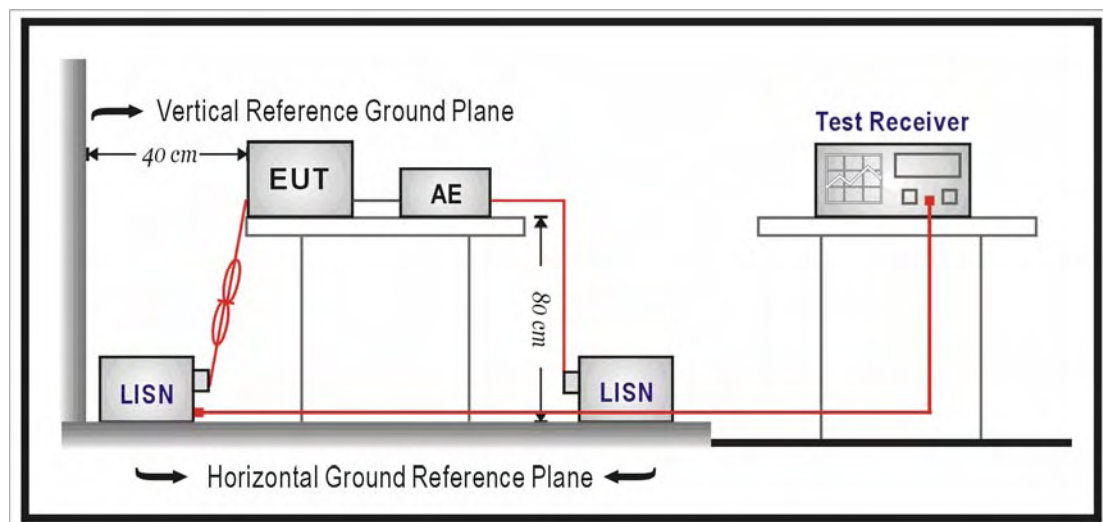 Vertical Reference Ground Plane
Test Receiver
40 cm
EUT
AE
80 cm
LISN
LISN
Horizontal Ground Reference Plane